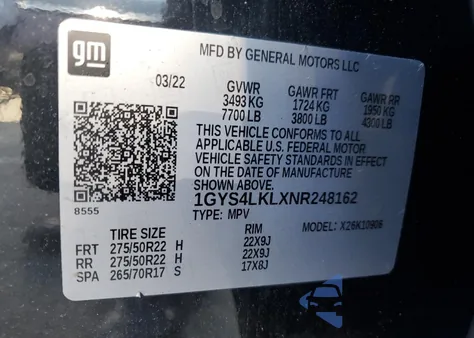 gm
MFD BY GENERAL MOTORS LLC
03/22 GVWR GAWR FRT GAWR RR
3493 KG 1724 KG 1950 KG
7700 LB 3800 LB 4300 LB
THIS VEHICLE CONFORMS TO ALL
APPLICABLE U.S. FEDERAL MOTOR
VEHICLE SAFETY STANDARDS IN EFFECT
ON THE DATE OF MANUFACTURE
SHOWN ABOVE.
1GYS4LKLXNR248162
8555 TYPE: MPV MODEL: X26K10906
TIRE SIZE RIM
FRT 275/50R22 H 22X9J
RR 275/50R22 H 22X9J
SPA 265/70R17 S 17X8J